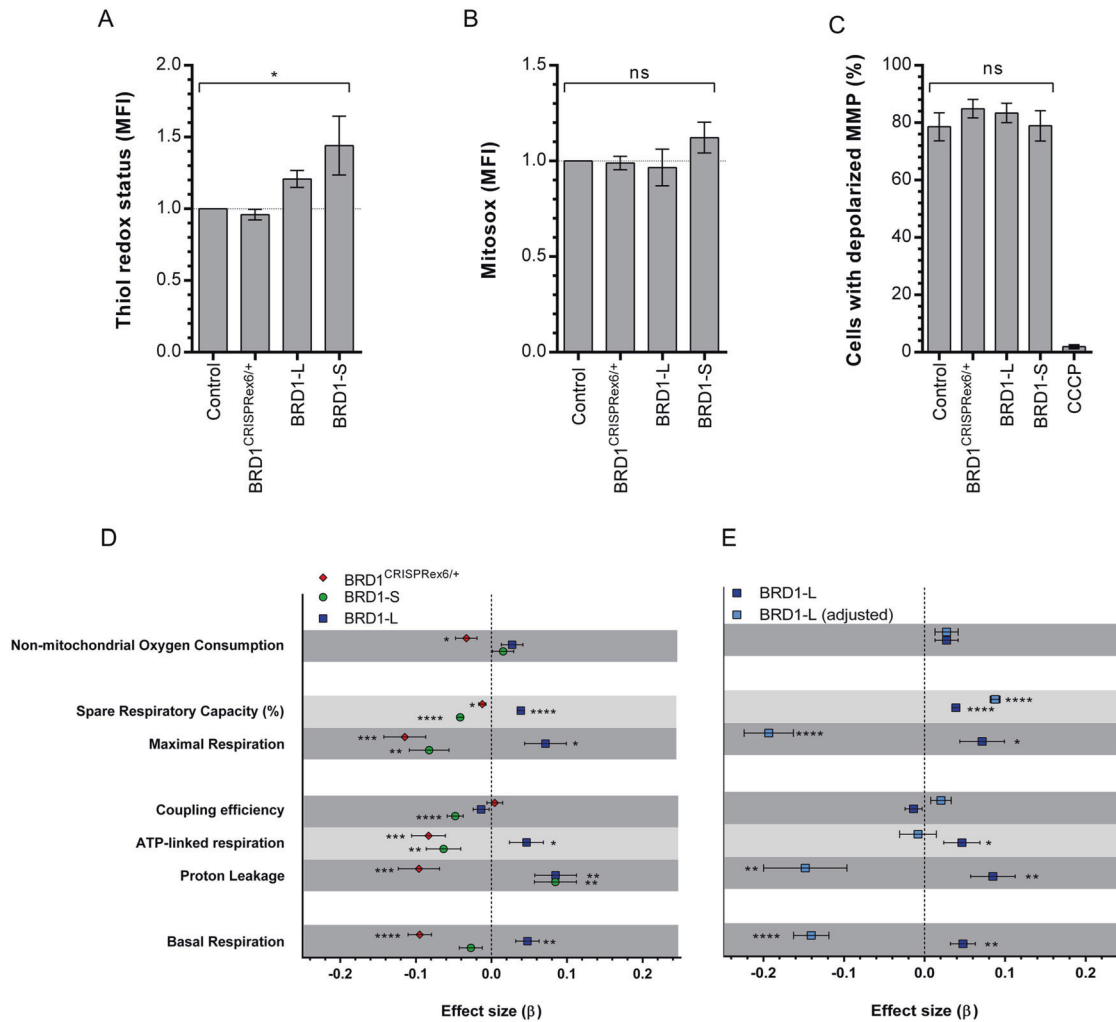 A
B
C
*
ns
ns
Thiol redox status (MFI)
2.0
1.5
1.0
0.5
0.0
Control
BRD1CRISPRex6/+
BRD1-L
BRD1-S
Mitosox (MFI)
1.5
1.0
0.5
0.0
Control
BRD1CRISPRex6/+
BRD1-L
BRD1-S
Cells with depolarized MMP (%)
100
80
60
40
20
0
Control
BRD1CRISPRex6/+
BRD1-L
BRD1-S
CCCP
D
E
BRD1CRISPRex6/+
BRD1-S
BRD1-L
BRD1-L
BRD1-L (adjusted)
Non-mitochondrial Oxygen Consumption
*
Spare Respiratory Capacity (%)
*
****
****
****
****
Maximal Respiration
***
**
*
****
*
Coupling efficiency
****
ATP-linked respiration
***
**
*
*
Proton Leakage
***
**
**
**
**
Basal Respiration
****
**
****
**
-0.2 -0.1 0.0 0.1 0.2
-0.2 -0.1 0.0 0.1 0.2
Effect size (β)
Effect size (β)